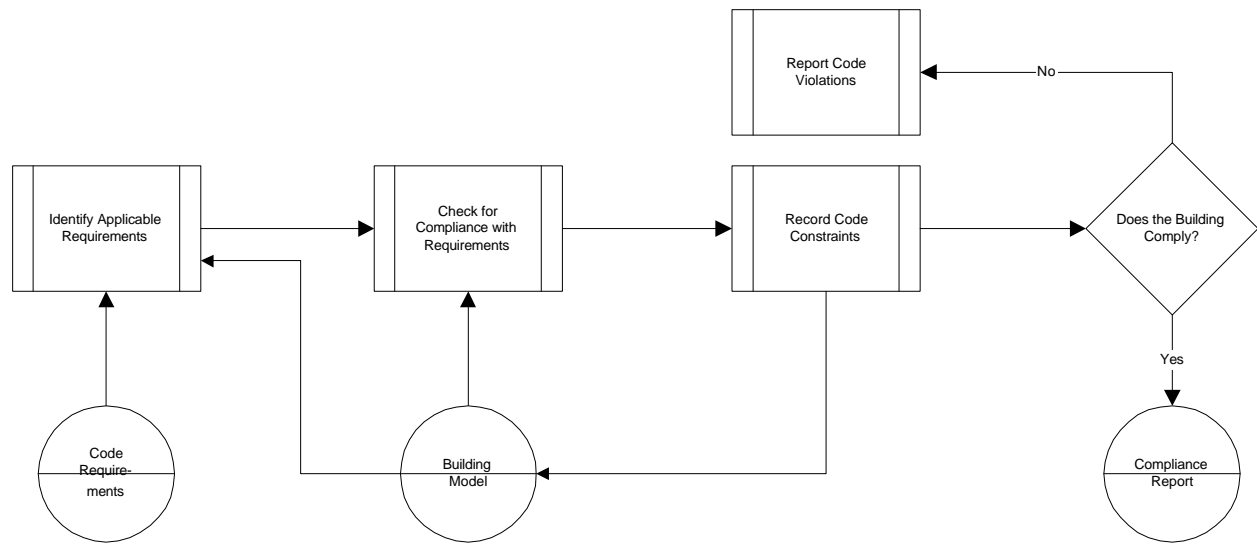 Report Code
Violations
No
Identify Applicable
Requirements
Check for
Compliance with
Requirements
Record Code
Constraints
Does the Building
Comply?
Yes
Code
Require-
ments
Building
Model
Compliance
Report